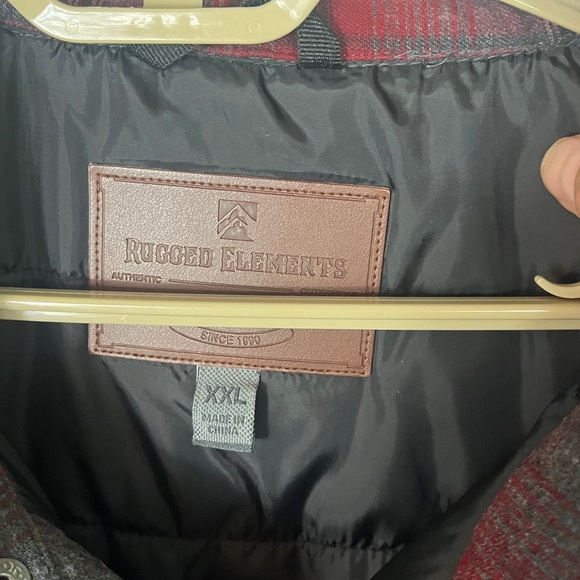 RUGGED ELEMENTS
AUTHENTIC
SINCE 1990
XXL
MADE IN
CHINA